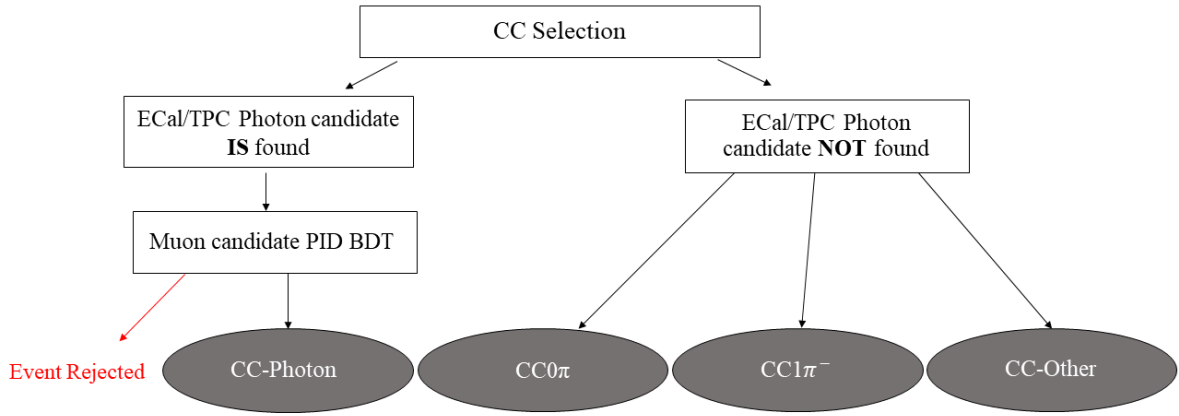 CC Selection
ECal/TPC Photon candidate
IS found
ECal/TPC Photon
candidate NOT found
Muon candidate PID BDT
Event Rejected
CC-Photon
CC0π
CC1π⁻
CC-Other